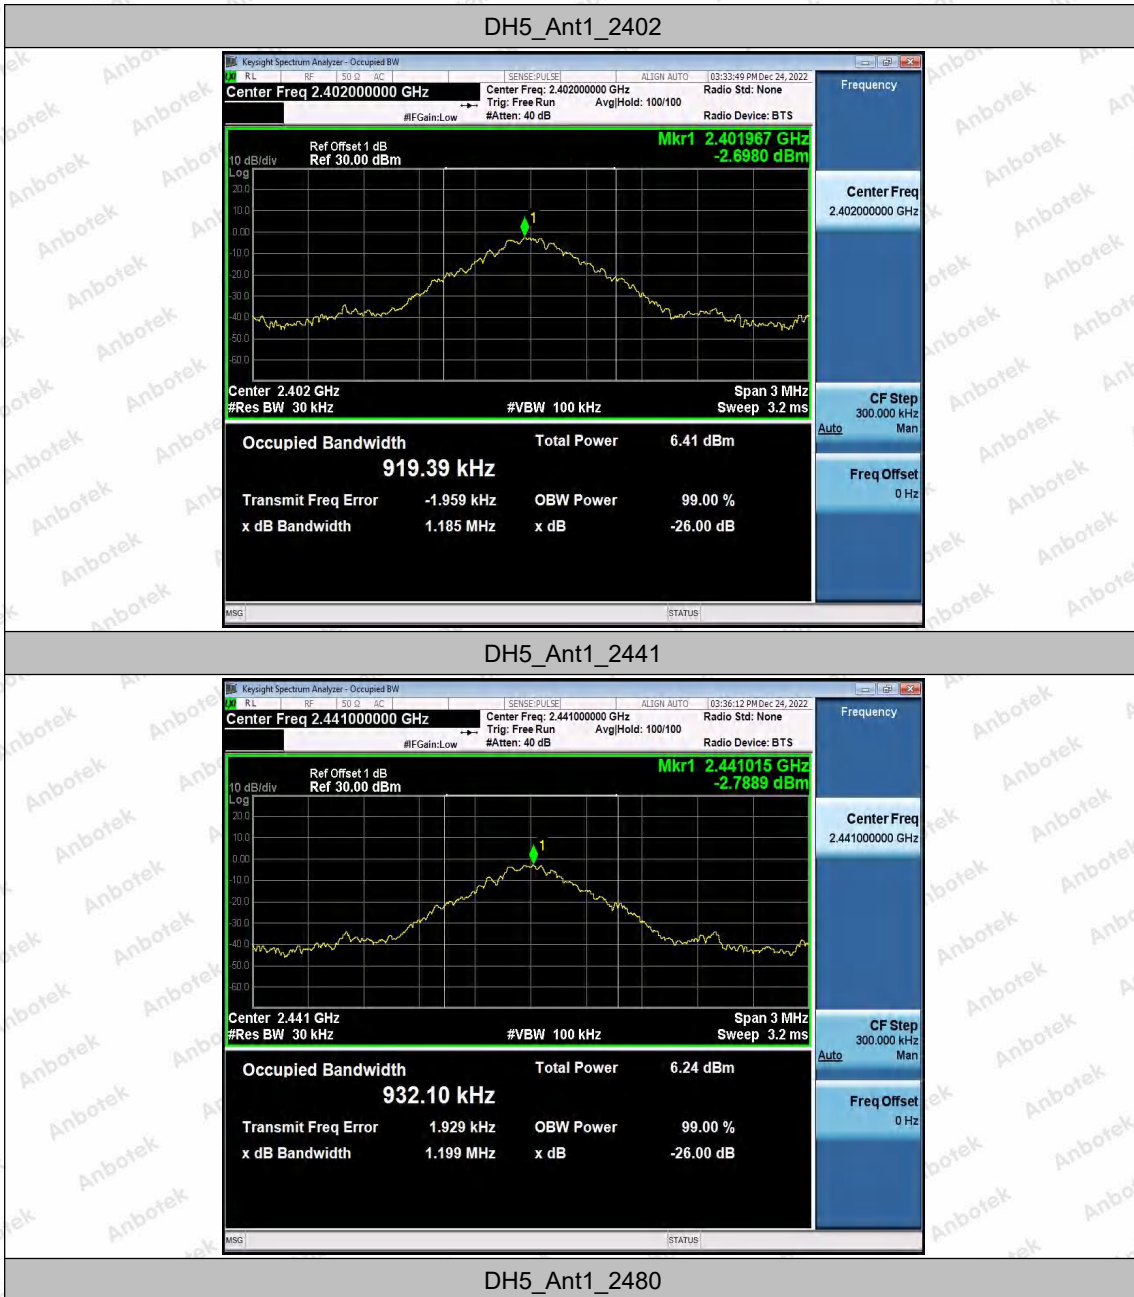 DH5_Ant1_2402
Keysight Spectrum Analyzer - Occupied BW
RL RF 50 Ω AC SENSE:PULSE ALIGN AUTO 03:33:49 PM Dec 24, 2022
Center Freq 2.402000000 GHz
Center Freq: 2.402000000 GHz Radio Std: None
Trig: Free Run Avg|Hold: 100/100
#IFGain:Low #Atten: 40 dB Radio Device: BTS
Frequency
Mkr1 2.401967 GHz
-2.6980 dBm
Ref Offset 1 dB
10 dB/div Ref 30.00 dBm
Log
20.0
10.0
0.00
-10.0
-20.0
-30.0
-40.0
-50.0
-60.0
1
Center 2.402 GHz Span 3 MHz
#Res BW 30 kHz #VBW 100 kHz Sweep 3.2 ms
Occupied Bandwidth Total Power 6.41 dBm
919.39 kHz
Transmit Freq Error -1.959 kHz OBW Power 99.00 %
x dB Bandwidth 1.185 MHz x dB -26.00 dB
Center Freq
2.402000000 GHz
CF Step
300.000 kHz
Auto Man
Freq Offset
0 Hz
MSG STATUS
DH5_Ant1_2441
Keysight Spectrum Analyzer - Occupied BW
RL RF 50 Ω AC SENSE:PULSE ALIGN AUTO 03:36:12 PM Dec 24, 2022
Center Freq 2.441000000 GHz
Center Freq: 2.441000000 GHz Radio Std: None
Trig: Free Run Avg|Hold: 100/100
#IFGain:Low #Atten: 40 dB Radio Device: BTS
Frequency
Mkr1 2.441015 GHz
-2.7889 dBm
Ref Offset 1 dB
10 dB/div Ref 30.00 dBm
Log
20.0
10.0
0.00
-10.0
-20.0
-30.0
-40.0
-50.0
-60.0
1
Center 2.441 GHz Span 3 MHz
#Res BW 30 kHz #VBW 100 kHz Sweep 3.2 ms
Occupied Bandwidth Total Power 6.24 dBm
932.10 kHz
Transmit Freq Error 1.929 kHz OBW Power 99.00 %
x dB Bandwidth 1.199 MHz x dB -26.00 dB
Center Freq
2.441000000 GHz
CF Step
300.000 kHz
Auto Man
Freq Offset
0 Hz
MSG STATUS
DH5_Ant1_2480
Anbotek